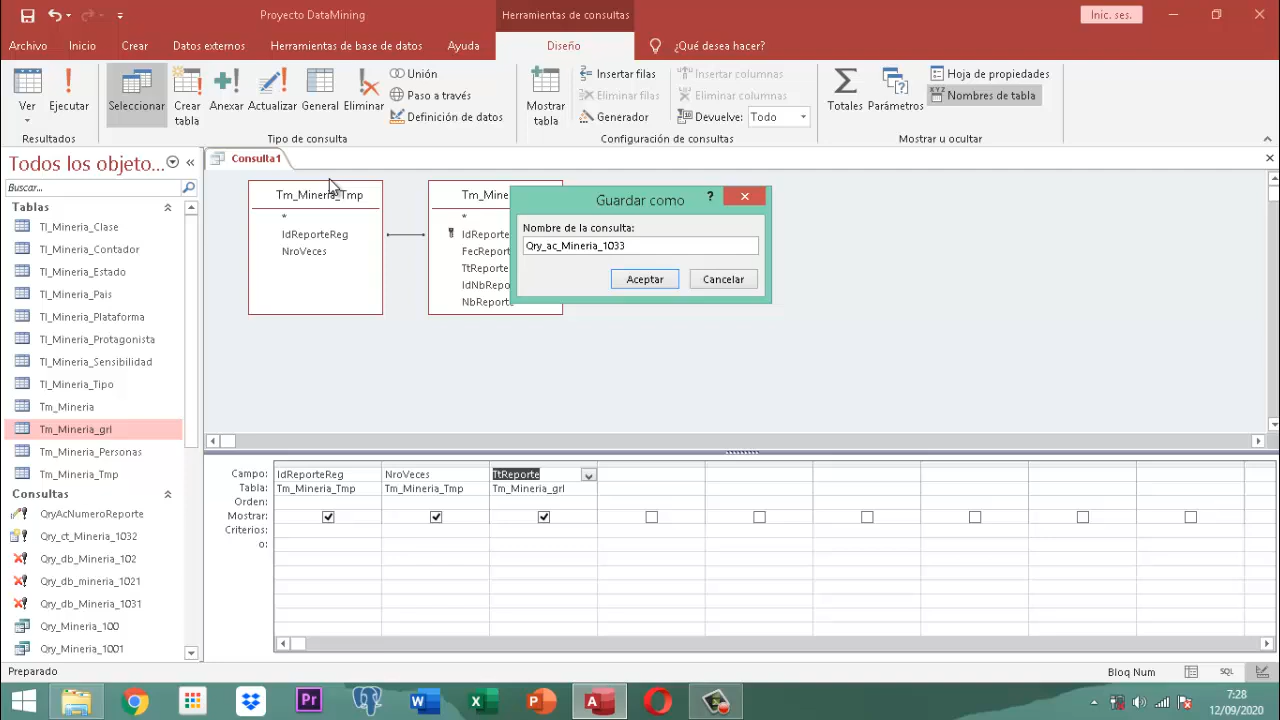 Proyecto DataMining
Herramientas de consultas
Inic. ses.
Archivo Inicio Crear Datos externos Herramientas de base de datos Ayuda Diseño ¿Qué desea hacer?
Ver Ejecutar
Resultados
Seleccionar Crear tabla Anexar Actualizar General Eliminar
Unión
Paso a través
Definición de datos
Tipo de consulta
Mostrar tabla
Insertar filas
Eliminar filas
Generador
Insertar columnas
Eliminar columnas
Devuelve: Todo
Configuración de consultas
Totales Parámetros
Hoja de propiedades
Nombres de tabla
Mostrar u ocultar
Todos los objeto... «
Buscar...
Tablas
Tl_Mineria_Clase
Tl_Mineria_Contador
Tl_Mineria_Estado
Tl_Mineria_Pais
Tl_Mineria_Plataforma
Tl_Mineria_Protagonista
Tl_Mineria_Sensibilidad
Tl_Mineria_Tipo
Tm_Mineria
Tm_Mineria_grl
Tm_Mineria_Personas
Tm_Mineria_Tmp
Consultas
QryAcNumeroReporte
Qry_ct_Mineria_1032
Qry_db_Mineria_102
Qry_db_mineria_1021
Qry_db_Mineria_1031
Qry_Mineria_100
Qry_Mineria_1001
Consulta1
Tm_Mineria_Tmp
*
IdReporteReg
NroVeces
*
FecReport
TtReporte
IdNbRepor
NbReporte
Guardar como
?
Nombre de la consulta:
Qry_ac_Mineria_1033
Aceptar Cancelar
Campo: IdReporteReg NroVeces TtReporte
Tabla: Tm_Mineria_Tmp Tm_Mineria_Tmp Tm_Mineria_grl
Orden:
Mostrar:
Criterios:
o:
Preparado
Bloq Num
SQL
Pr
7:28
12/09/2020